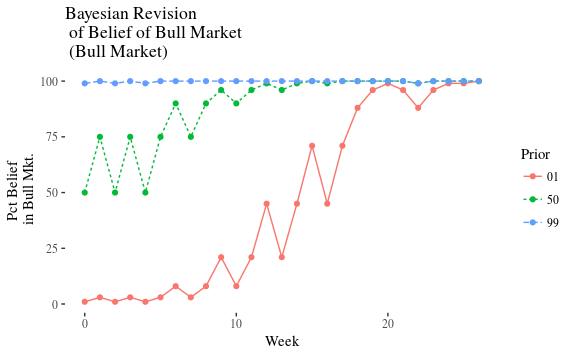 Bayesian Revision
of Belief of Bull Market
(Bull Market)
Pct Belief
in Bull Mkt.
100
75
50
25
0
0
10
20
Week
Prior
01
50
99